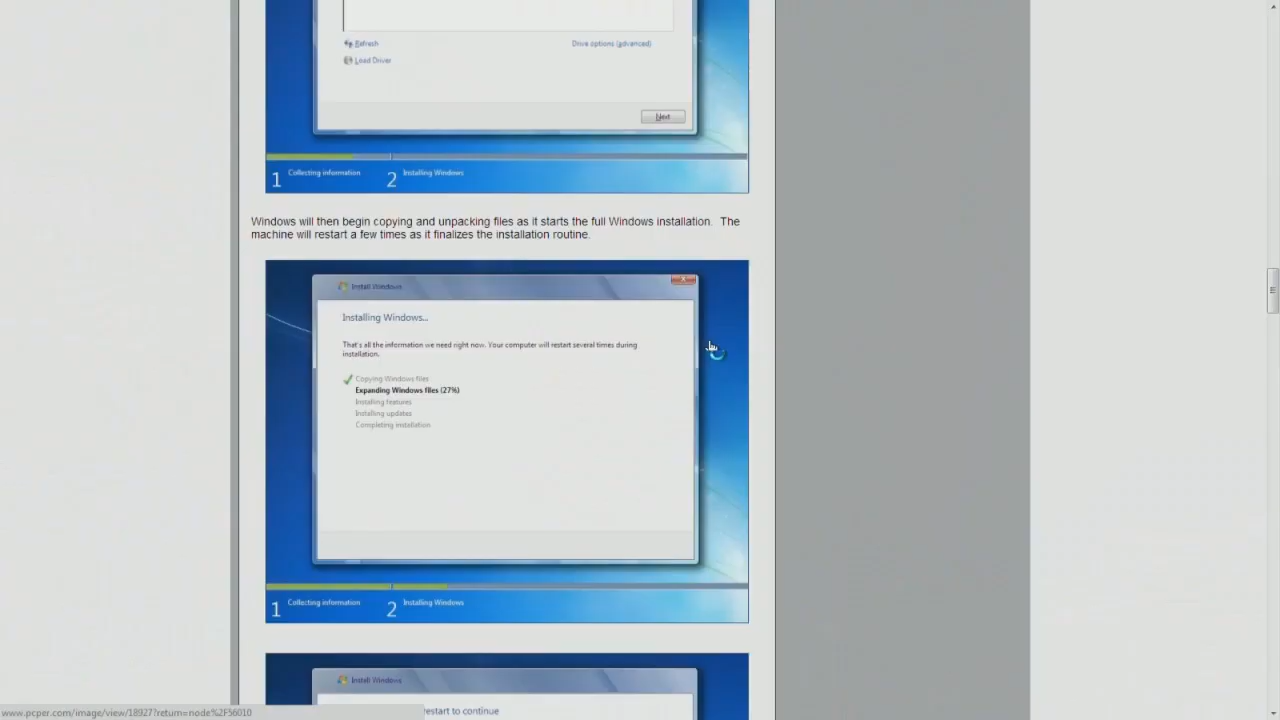 Refresh
Drive options (advanced)
Load Driver
Next
1 Collecting information
2 Installing Windows
Windows will then begin copying and unpacking files as it starts the full Windows installation.  The
machine will restart a few times as it finalizes the installation routine.
Install Windows
Installing Windows...
That's all the information we need right now. Your computer will restart several times during
installation.
Copying Windows files
Expanding Windows files (27%)
Installing features
Installing updates
Completing installation
1 Collecting information
2 Installing Windows
Install Windows
restart to continue
www.pcper.com/image/view/18927?return=node%2F56010